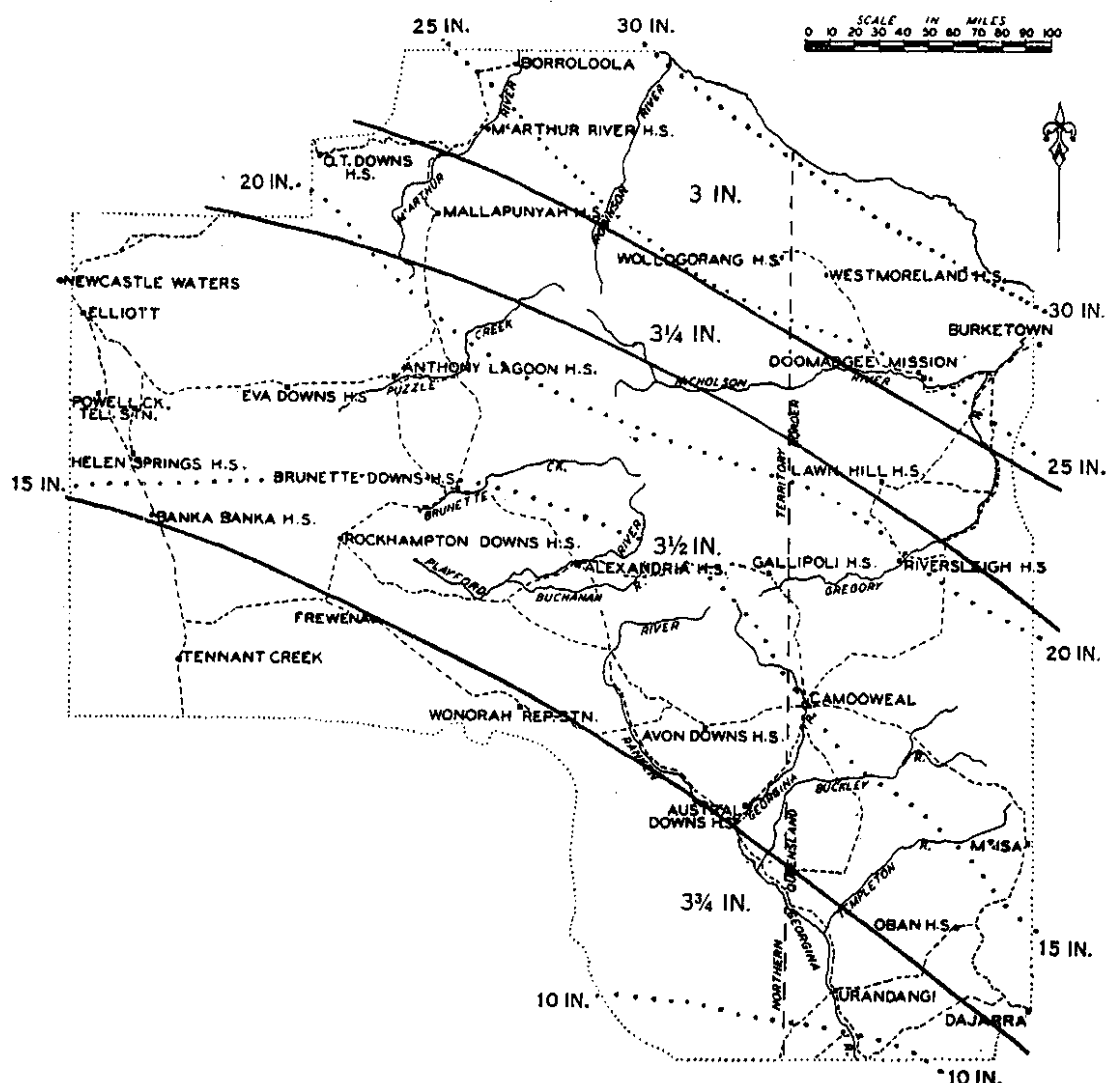 SCALE IN MILES
0 10 20 30 40 50 60 70 80 90 100
25 IN.
30 IN.
BORROLOOLA
RIVER
RIVER
McARTHUR RIVER H.S.
O.T. DOWNS
H.S.
20 IN.
McARTHUR
MALLAPUNYAH H.S.
ROBINSON
3 IN.
WOLLOGORANG H.S.
WESTMORELAND H.S.
NEWCASTLE WATERS
ELLIOTT
30 IN.
BURKETOWN
CREEK
3¼ IN.
DOOMADGEE MISSION
ANTHONY LAGOON H.S.
PUZZLE
NICHOLSON
RIVER
EVA DOWNS H.S
POWELL CK.
TEL. STN.
R.
BORDER
HELEN SPRINGS H.S.
BRUNETTE DOWNS H.S.
CK.
LAWN HILL H.S.
25 IN.
15 IN.
BRUNETTE
TERRITORY
BANKA BANKA H.S.
ROCKHAMPTON DOWNS H.S.
RIVER
3½ IN.
PLAYFORD
ALEXANDRIA H.S.
GALLIPOLI H.S.
RIVERSLEIGH H.S
BUCHANAN
R.
GREGORY
FREWENA
RIVER
TENNANT CREEK
20 IN.
CAMOOWEAL
WONORAH REP. STN.
R.
AVON DOWNS H.S.
RANKEN
GEORGINA
BUCKLEY
R.
AUSTRAL
DOWNS H.S.
QUEENSLAND
R.
Mt ISA
TEMPLETON
3¾ IN.
GEORGINA
OBAN H.S.
15 IN.
NORTHERN
10 IN.
URANDANGI
DAJARRA
R.
10 IN.